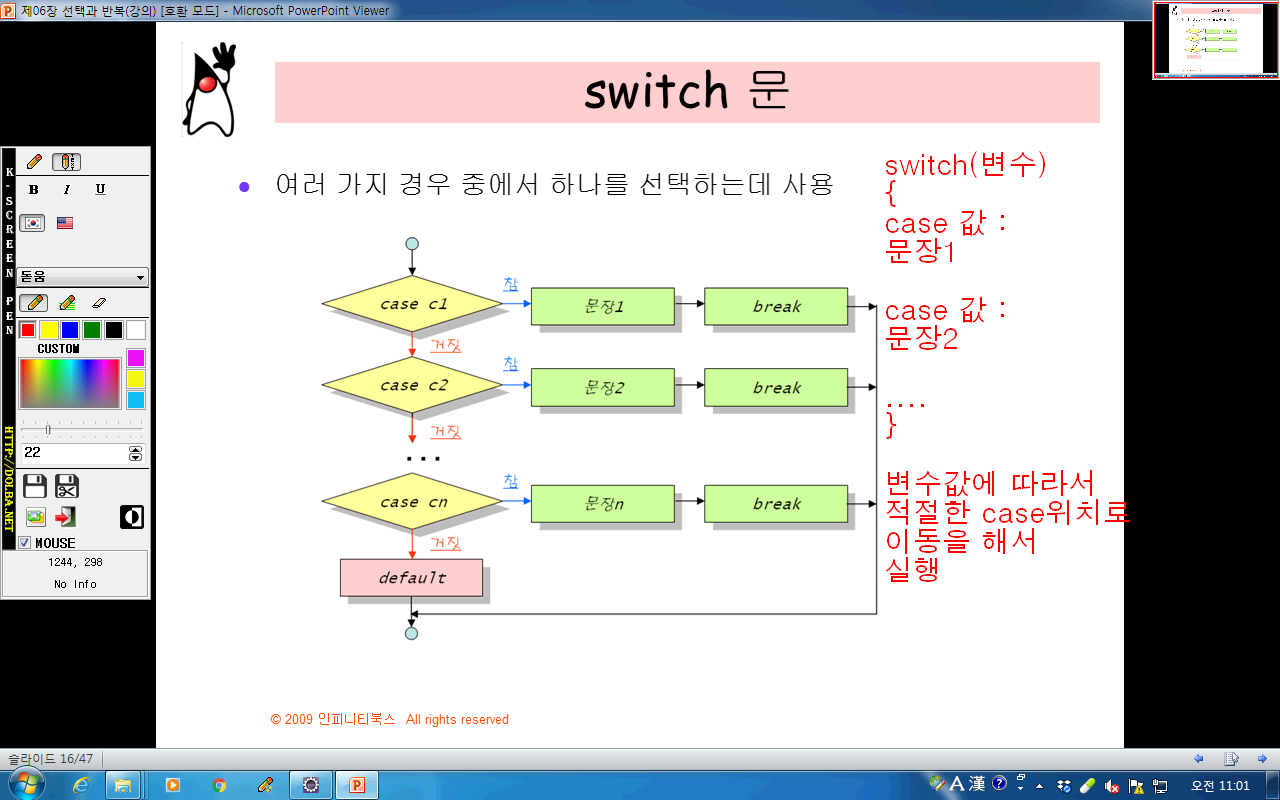 제06장 선택과 반복(강의) [호환 모드] - Microsoft PowerPoint Viewer
switch 문
여러 가지 경우 중에서 하나를 선택하는데 사용
case c1
참
문장1
break
거짓
case c2
참
문장2
break
거짓
...
case cn
참
문장n
break
거짓
default
switch(변수)
{
case 값 :
문장1
case 값 :
문장2
....
}
변수값에 따라서
적절한 case위치로
이동을 해서
실행
© 2009 인피니티북스 All rights reserved
K-SCREEN PEN
HTTP://DOLBA.NET
B I U
돋움
CUSTOM
22
MOUSE
1244, 298
No Info
슬라이드 16/47
A 漢
오전 11:01